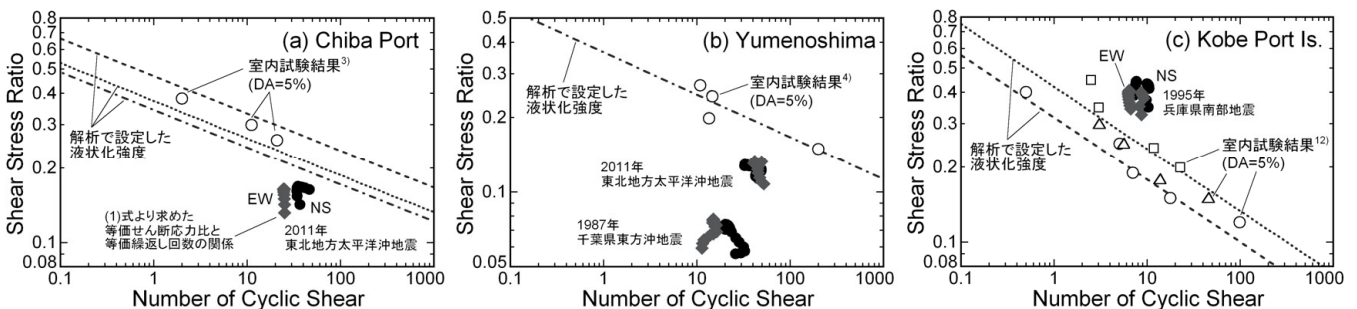 (a) Chiba Port
室内試験結果3)
(DA=5%)
解析で設定した
液状化強度
EW
NS
(1)式より求めた
等価せん断応力比と
等価繰返し回数の関係
2011年
東北地方太平洋沖地震
Shear Stress Ratio
0.8
0.7
0.6
0.5
0.4
0.3
0.2
0.1
0.08
0.1
1
10
100
1000
Number of Cyclic Shear
(b) Yumenoshima
室内試験結果4)
(DA=5%)
解析で設定した
液状化強度
2011年
東北地方太平洋沖地震
1987年
千葉県東方沖地震
Shear Stress Ratio
0.5
0.4
0.3
0.2
0.1
0.05
0.1
1
10
100
1000
Number of Cyclic Shear
(c) Kobe Port Is.
EW
NS
1995年
兵庫県南部地震
解析で設定した
液状化強度
室内試験結果12)
(DA=5%)
Shear Stress Ratio
0.8
0.7
0.6
0.5
0.4
0.3
0.2
0.1
0.08
0.1
1
10
100
1000
Number of Cyclic Shear